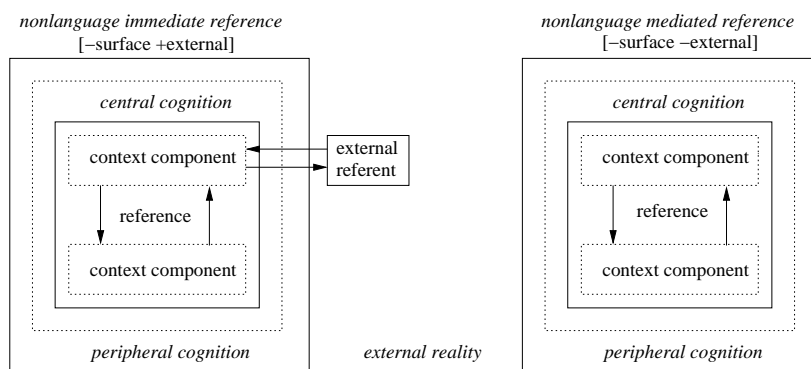 nonlanguage immediate reference
[−surface +external]
central cognition
context component
reference
context component
peripheral cognition
external
referent
external reality
nonlanguage mediated reference
[−surface −external]
central cognition
context component
reference
context component
peripheral cognition